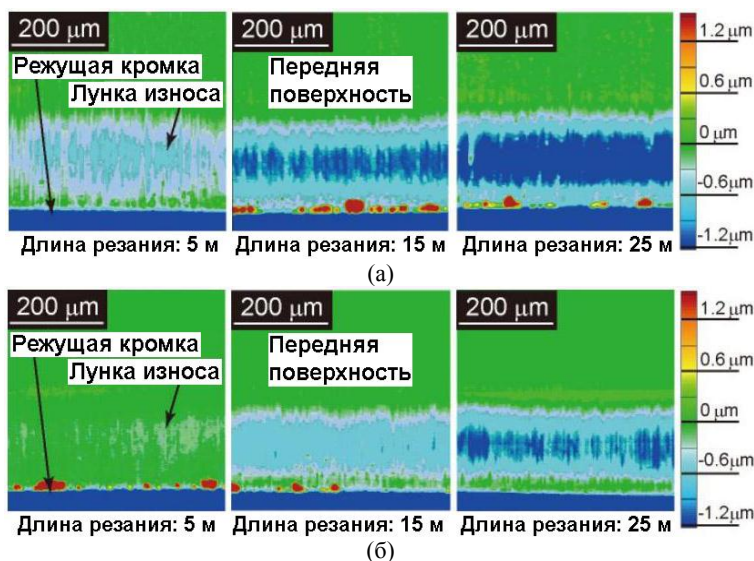 200 µm 200 µm 200 µm 1.2 µm
Режущая кромка
Лунка износа
Передняя
поверхность
0.6 µm
0 µm
-0.6 µm
-1.2 µm
Длина резания: 5 м Длина резания: 15 м Длина резания: 25 м
(а)
200 µm 200 µm 200 µm 1.2 µm
Режущая кромка
Лунка износа
Передняя
поверхность
0.6 µm
0 µm
-0.6 µm
-1.2 µm
Длина резания: 5 м Длина резания: 15 м Длина резания: 25 м
(б)